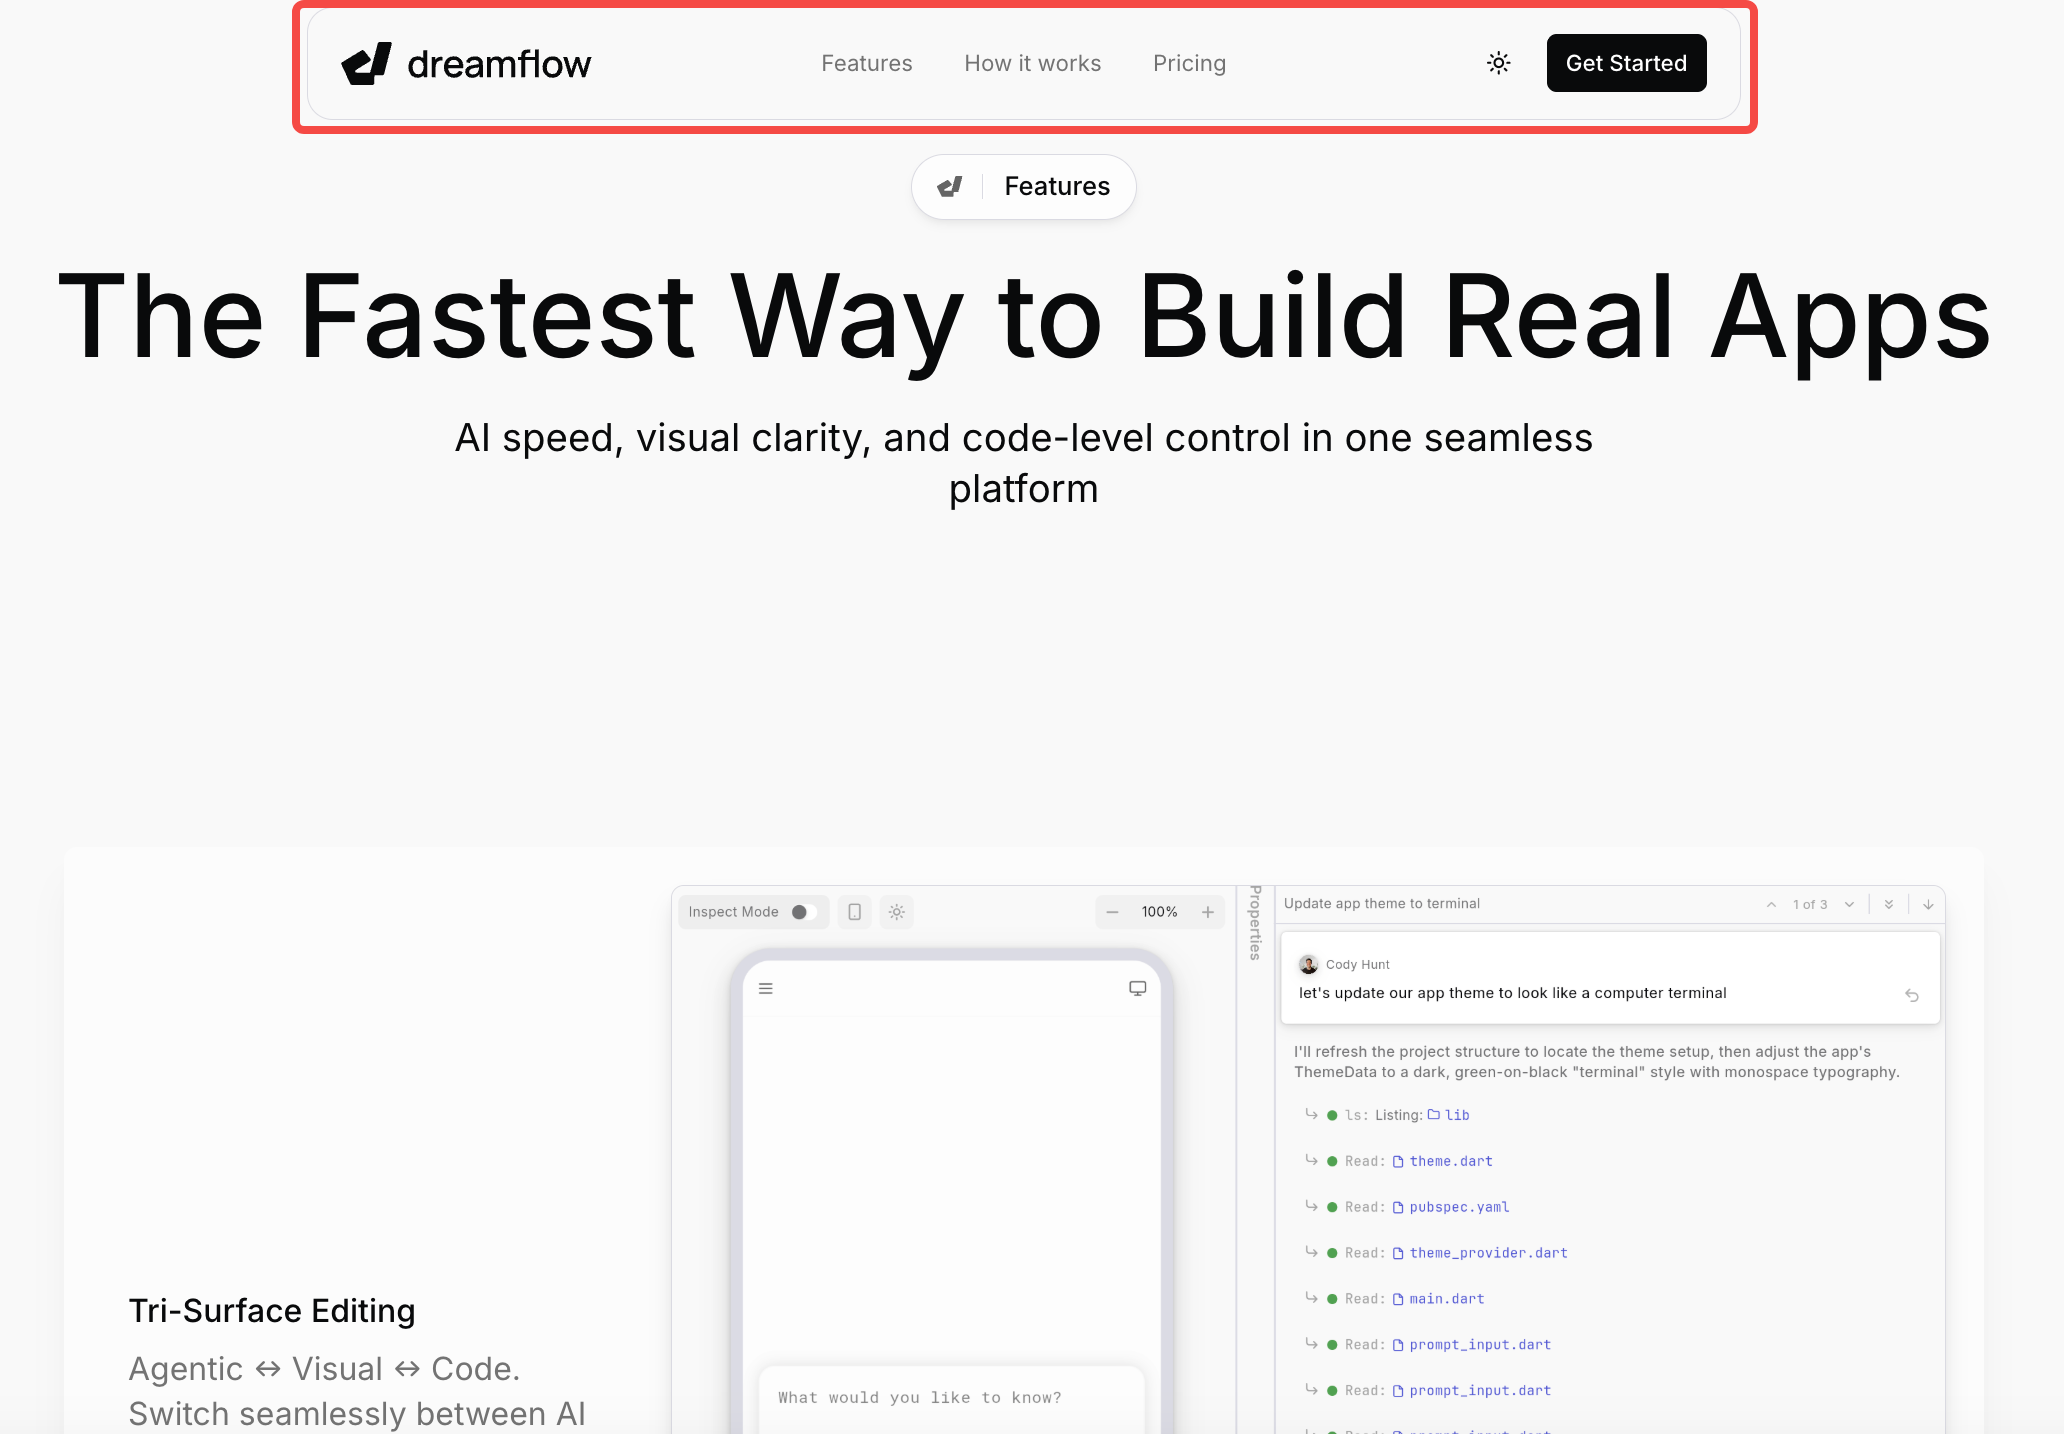 dreamflow
Features
How it works
Pricing
Get Started
Features
The Fastest Way to Build Real Apps
AI speed, visual clarity, and code-level control in one seamless
platform
Inspect Mode
100%
Properties
Update app theme to terminal
1 of 3
Cody Hunt
let's update our app theme to look like a computer terminal
I'll refresh the project structure to locate the theme setup, then adjust the app's
ThemeData to a dark, green-on-black "terminal" style with monospace typography.
ls: Listing: lib
Read: theme.dart
Read: pubspec.yaml
Read: theme_provider.dart
Read: main.dart
Read: prompt_input.dart
Read: prompt_input.dart
Tri-Surface Editing
Agentic ↔ Visual ↔ Code.
Switch seamlessly between AI
What would you like to know?